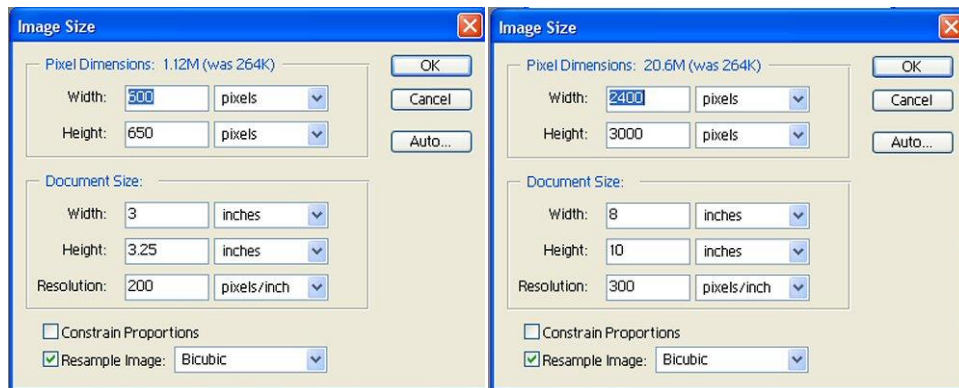 Image Size
Pixel Dimensions: 1.12M (was 264K)
Width: 600 pixels
Height: 650 pixels
Document Size:
Width: 3 inches
Height: 3.25 inches
Resolution: 200 pixels/inch
Constrain Proportions
Resample Image: Bicubic
OK
Cancel
Auto...
Image Size
Pixel Dimensions: 20.6M (was 264K)
Width: 2400 pixels
Height: 3000 pixels
Document Size:
Width: 8 inches
Height: 10 inches
Resolution: 300 pixels/inch
Constrain Proportions
Resample Image: Bicubic
OK
Cancel
Auto...